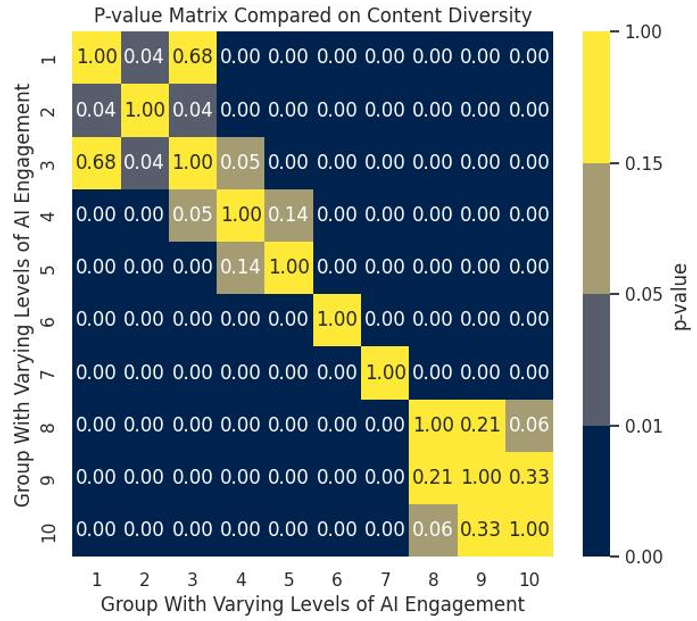 P-value Matrix Compared on Content Diversity
Group With Varying Levels of AI Engagement
1 1.00 0.04 0.68 0.00 0.00 0.00 0.00 0.00 0.00 0.00
2 0.04 1.00 0.04 0.00 0.00 0.00 0.00 0.00 0.00 0.00
3 0.68 0.04 1.00 0.05 0.00 0.00 0.00 0.00 0.00 0.00
4 0.00 0.00 0.05 1.00 0.14 0.00 0.00 0.00 0.00 0.00
5 0.00 0.00 0.00 0.14 1.00 0.00 0.00 0.00 0.00 0.00
6 0.00 0.00 0.00 0.00 0.00 1.00 0.00 0.00 0.00 0.00
7 0.00 0.00 0.00 0.00 0.00 0.00 1.00 0.00 0.00 0.00
8 0.00 0.00 0.00 0.00 0.00 0.00 0.00 1.00 0.21 0.06
9 0.00 0.00 0.00 0.00 0.00 0.00 0.00 0.21 1.00 0.33
10 0.00 0.00 0.00 0.00 0.00 0.00 0.00 0.06 0.33 1.00
1 2 3 4 5 6 7 8 9 10
Group With Varying Levels of AI Engagement
1.00
0.15
0.05
0.01
0.00
p-value